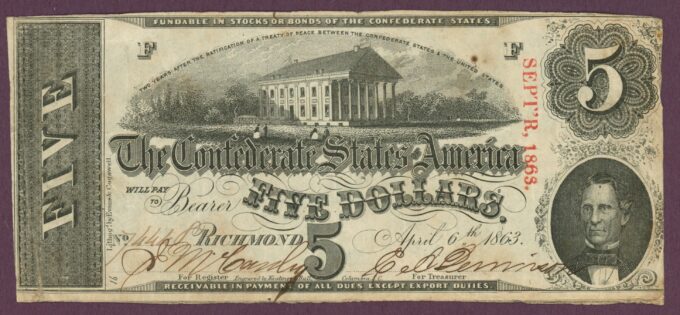 FUNDABLE IN STOCKS OR BONDS OF THE CONFEDERATE STATES
F
F
TWO YEARS AFTER THE RATIFICATION OF A TREATY OF PEACE BETWEEN THE CONFEDERATE STATES & THE UNITED STATES
5
FIVE
SEPT'R, 1863.
The Confederate States of America
WILL PAY
TO Bearer
FIVE DOLLARS.
No
RICHMOND
5
April 6th 1863.
For Register
For Treasurer
RECEIVABLE IN PAYMENT OF ALL DUES EXCEPT EXPORT DUTIES.